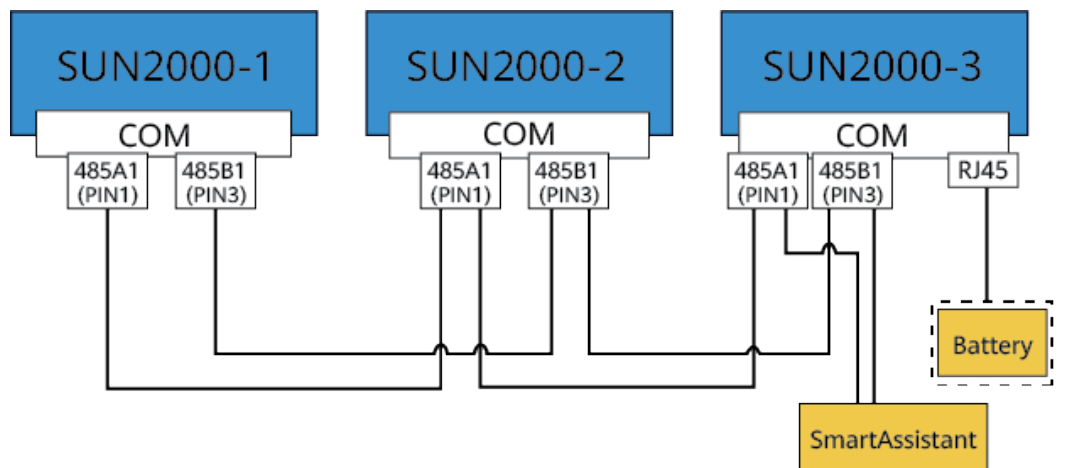 SUN2000-1
SUN2000-2
SUN2000-3
COM
COM
COM
485A1
(PIN1)
485B1
(PIN3)
485A1
(PIN1)
485B1
(PIN3)
485A1
(PIN1)
485B1
(PIN3)
RJ45
Battery
SmartAssistant